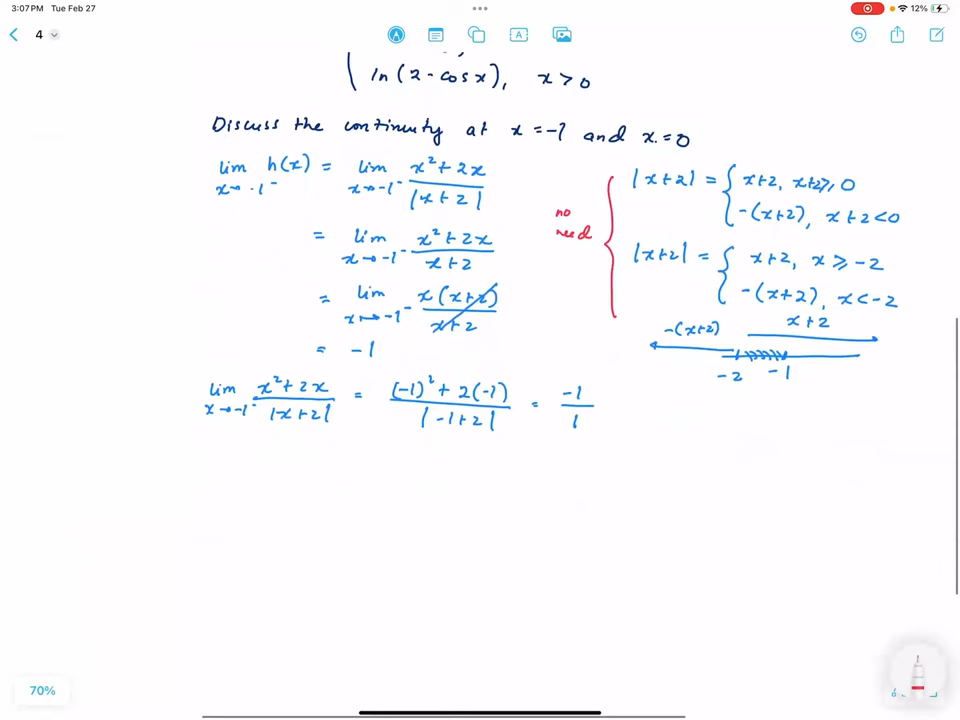 3:07PM Tue Feb 27
12%
4
ln(2-cosx), x>0
Discuss the continuity at x=-1 and x=0
lim x→-1⁻ h(x) = lim x→-1⁻ (x²+2x)/|x+2|
= lim x→-1⁻ (x²+2x)/(x+2)
= lim x→-1⁻ x(x+2)/(x+2)
= -1
lim x→-1⁻ (x²+2x)/|x+2| = ((-1)²+2(-1))/|-1+2| = -1/1
no
need
|x+2| = { x+2, x+2≥0
-(x+2), x+2<0
|x+2| = { x+2, x≥-2
-(x+2), x<-2
-(x+2) x+2
-2 -1
70%